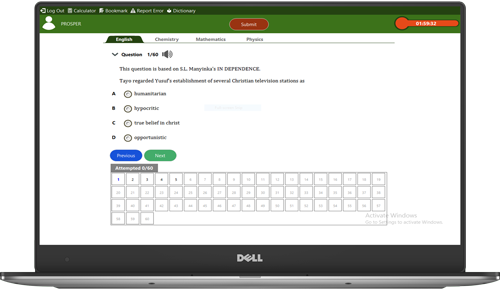 Log Out Calculator Bookmark Report Error Dictionary
PROSPER
Submit
01:59:32
English Chemistry Mathematics Physics
Question 1/60
This question is based on S.L. Manyinka's IN DEPENDENCE.
Tayo regarded Yusuf's establishment of several Christian television stations as
A humanitarian
B hypocritic
C true belief in christ
D opportunistic
Previous Next
Attempted 0/60
1 2 3 4 5 6 7 8 9 10 11 12 13 14 15 16 17 18 19
20 21 22 23 24 25 26 27 28 29 30 31 32 33 34 35 36 37 38
39 40 41 42 43 44 45 46 47 48 49 50 51 52 53 54 55 56 57
58 59 60
Activate Windows
Go to Settings to activate Windows.
DELL